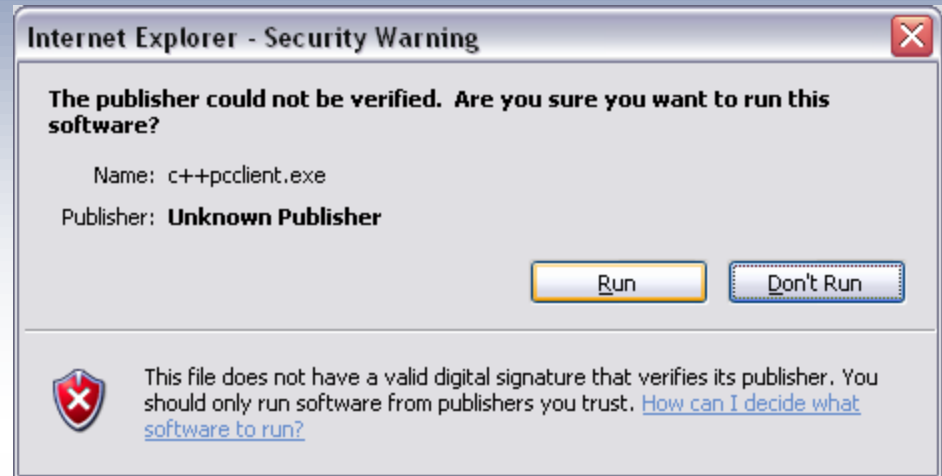 Internet Explorer - Security Warning
The publisher could not be verified.  Are you sure you want to run this
software?
Name: c++pcclient.exe
Publisher: Unknown Publisher
Run
Don't Run
This file does not have a valid digital signature that verifies its publisher. You
should only run software from publishers you trust. How can I decide what
software to run?